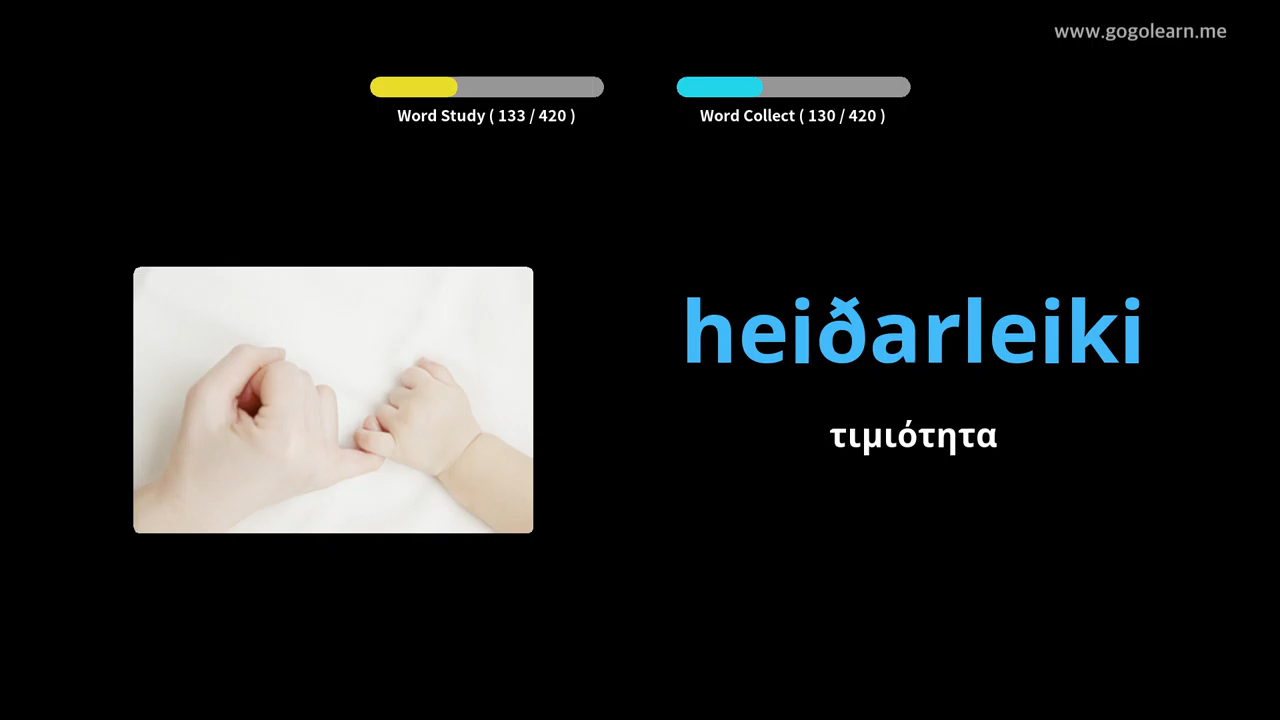 www.gogolearn.me
Word Study ( 133 / 420 )
Word Collect ( 130 / 420 )
heiðarleiki
τιμιότητα